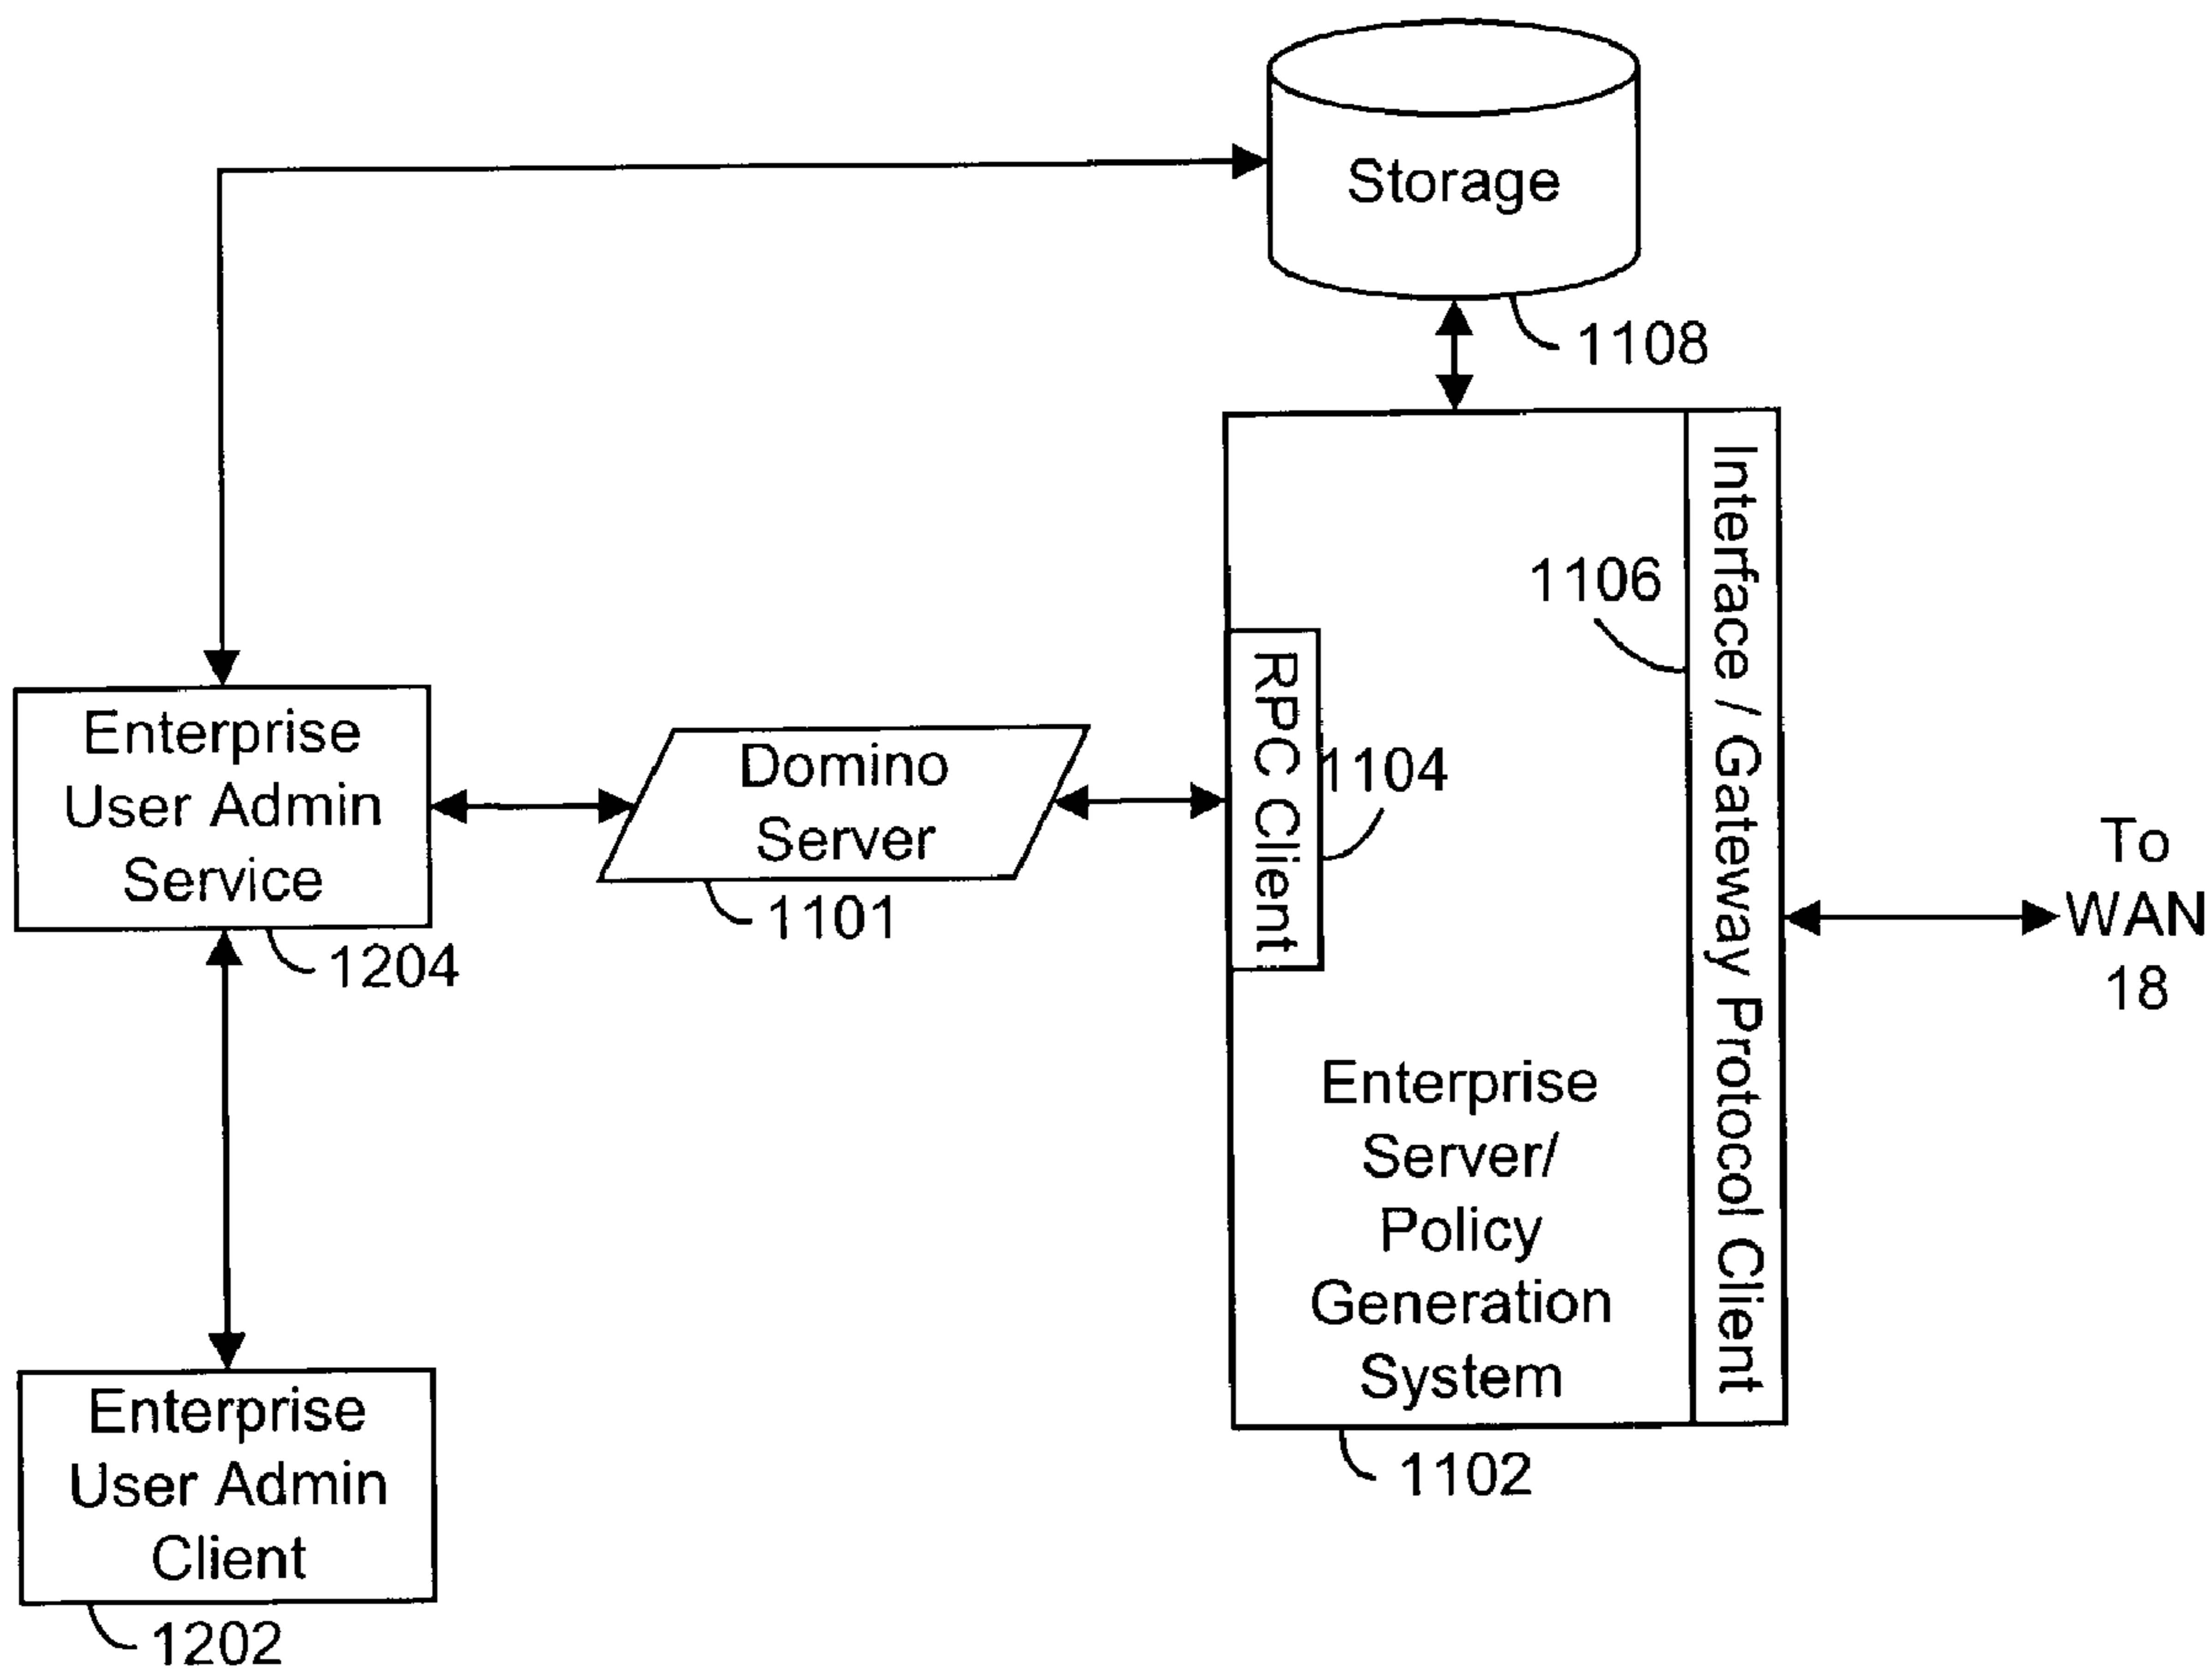 Storage
1108
Interface / Gateway Protocol Client
1106
RPC Client
1104
Enterprise
User Admin
Service
1204
Domino
Server
1101
To
WAN
18
Enterprise
Server/
Policy
Generation
System
1102
Enterprise
User Admin
Client
1202